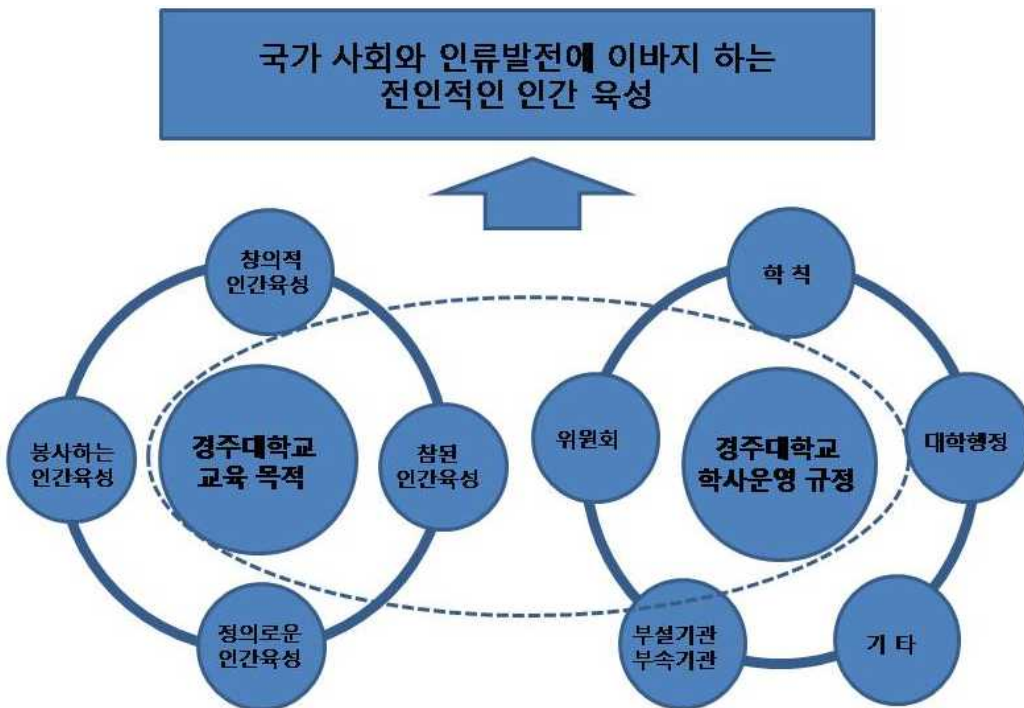 국가 사회와 인류발전에 이바지 하는
전인적인 인간 육성
창의적
인간육성
봉사하는
인간육성
경주대학교
교육 목적
참된
인간육성
정의로운
인간육성
학 칙
위원회
경주대학교
학사운영 규정
대학행정
부설기관
부속기관
기 타